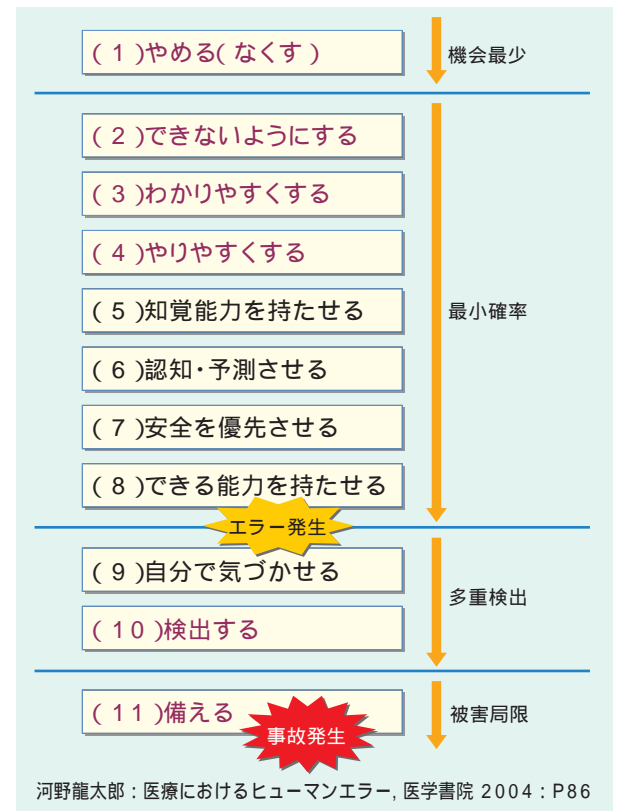 (1)やめる(なくす)
機会最少
(2)できないようにする
(3)わかりやすくする
(4)やりやすくする
(5)知覚能力を持たせる
最小確率
(6)認知・予測させる
(7)安全を優先させる
(8)できる能力を持たせる
エラー発生
(9)自分で気づかせる
多重検出
(10)検出する
(11)備える
被害局限
事故発生
河野龍太郎:医療におけるヒューマンエラー,医学書院 2004:P86